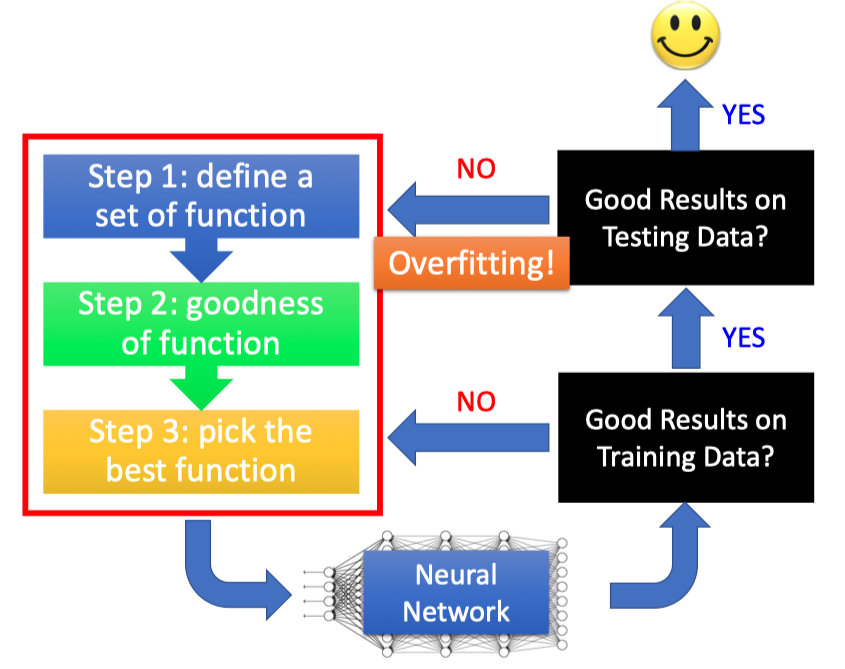 Step 1: define a
set of function
Step 2: goodness
of function
Step 3: pick the
best function
Neural
Network
Good Results on
Training Data?
NO
YES
Good Results on
Testing Data?
NO
Overfitting!
YES